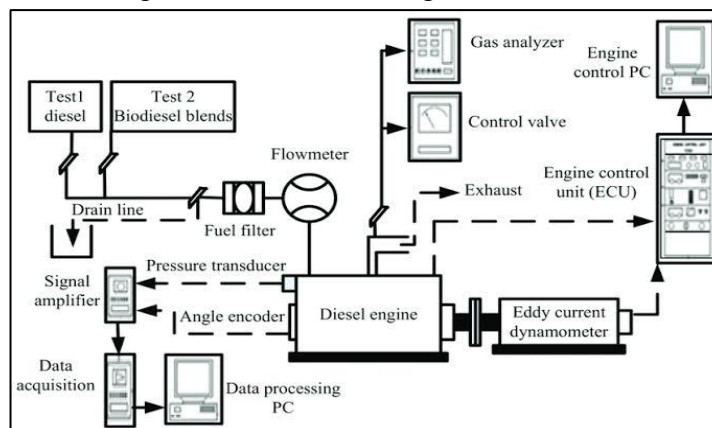 Test1
diesel
Test 2
Biodiesel blends
Flowmeter
Gas analyzer
Control valve
Engine
control PC
Exhaust
Engine control
unit (ECU)
Drain line
Fuel filter
Pressure transducer
Signal
amplifier
Angle encoder
Diesel engine
Eddy current
dynamometer
Data
acquisition
Data processing
PC